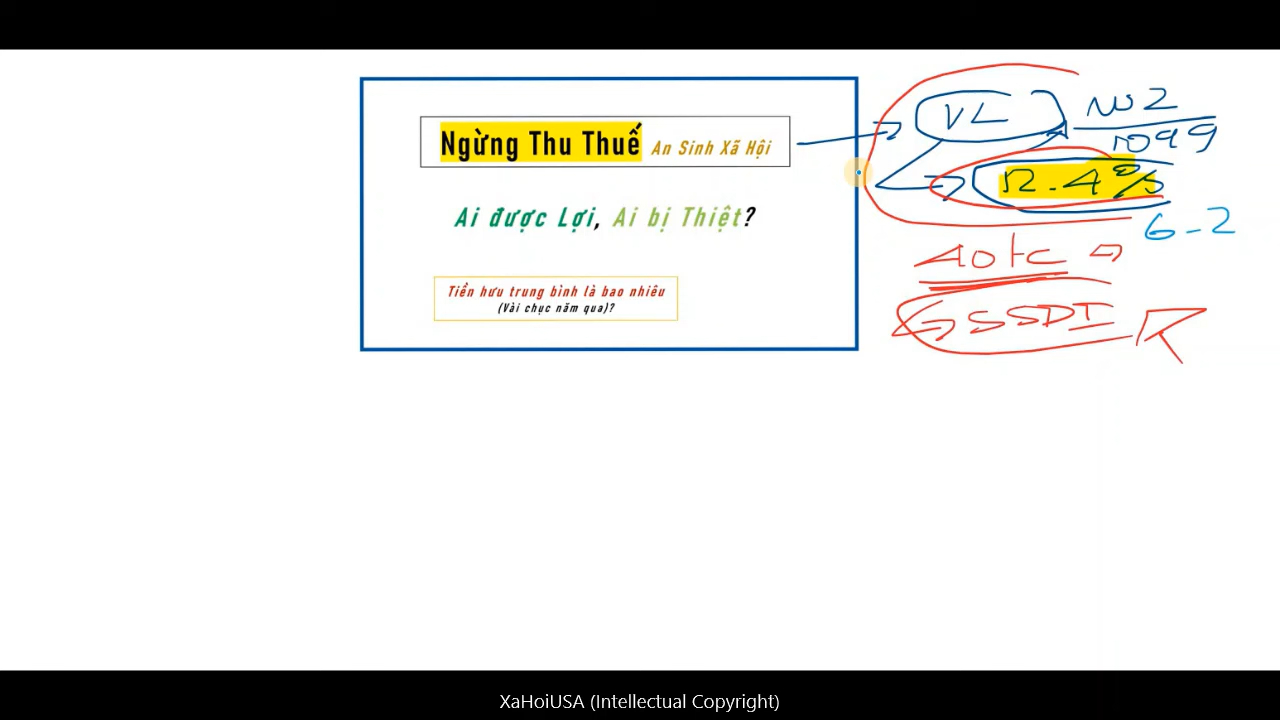 Ngừng Thu Thuế An Sinh Xã Hội
Ai được Lợi, Ai bị Thiệt?
Tiền hưu trung bình là bao nhiêu
(Vài chục năm qua)?
VL
W2
1099
12.4%
6-2
SSDI
R
XaHoiUSA (Intellectual Copyright)